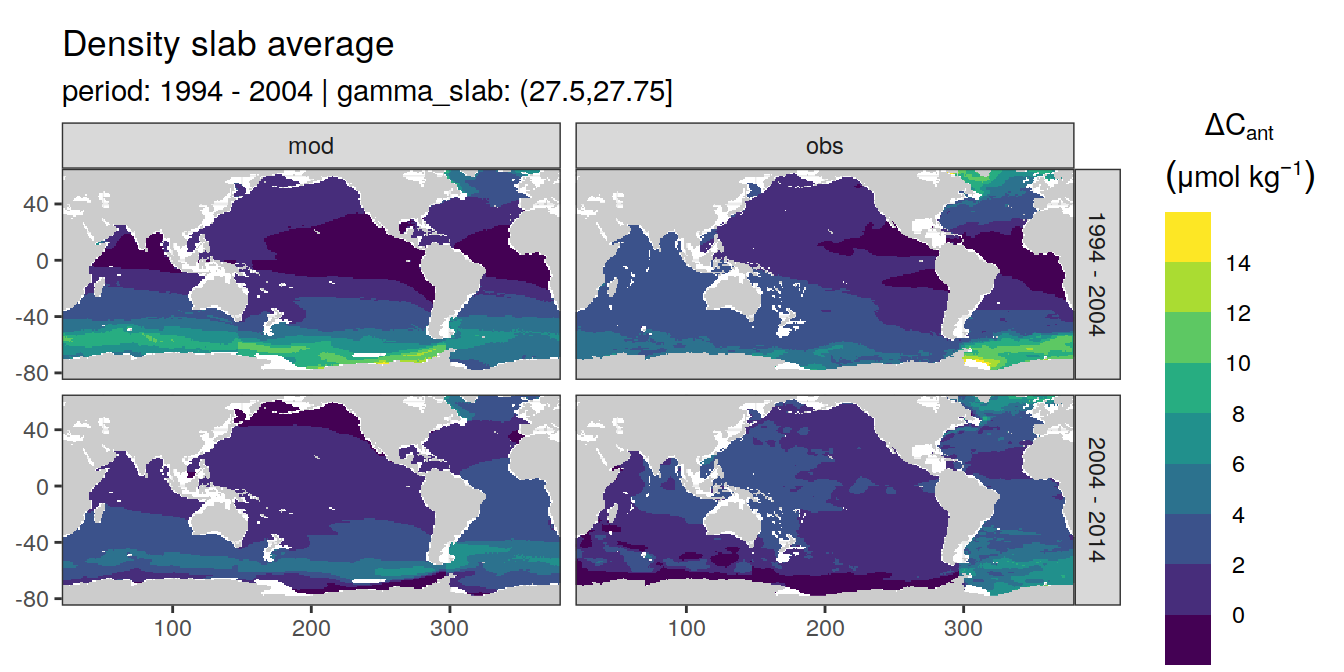 Density slab average
period: 1994 - 2004 | gamma_slab: (27.5,27.75]
mod
obs
40
0
-40
-80
1994 - 2004
40
0
-40
-80
2004 - 2014
100
200
300
100
200
300
ΔCant
(μmol kg⁻¹)
14
12
10
8
6
4
2
0